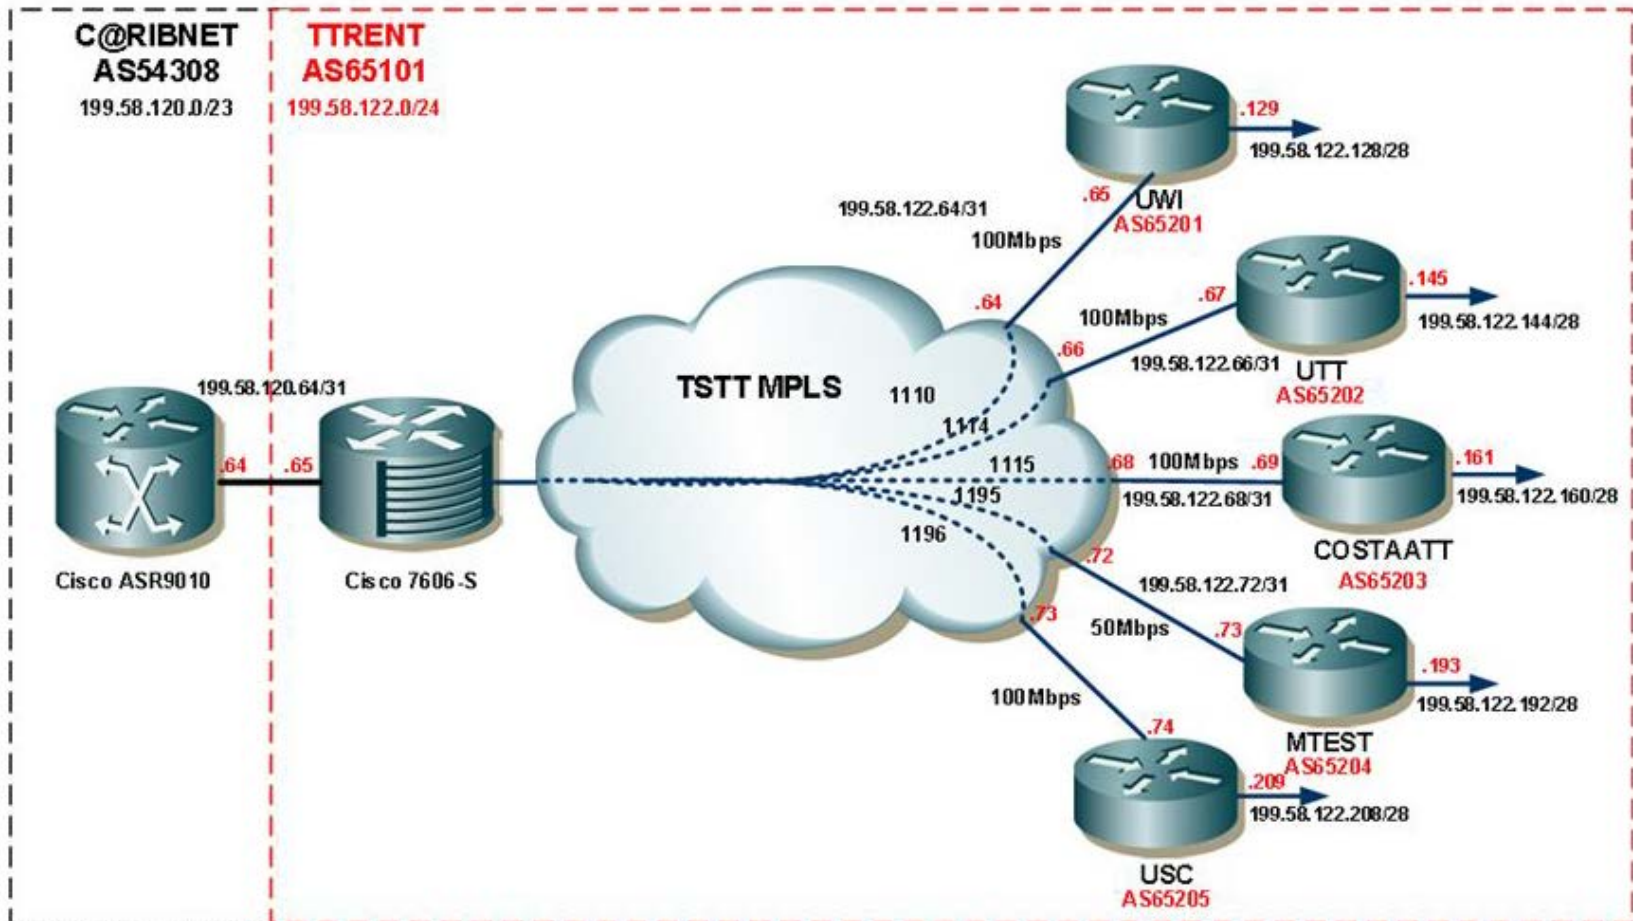 C@RIBNET
AS54308
199.58.120.0/23
TTRENT
AS65101
199.58.122.0/24
.129
199.58.122.128/28
.65
UWI
AS65201
199.58.122.64/31
100Mbps
.64
.67
.145
100Mbps
199.58.122.144/28
.66
199.58.122.66/31
UTT
AS65202
TSTT MPLS
1110
1114
199.58.120.64/31
.64
.65
1115
.68
100Mbps
.69
.161
1195
199.58.122.68/31
199.58.122.160/28
1196
Cisco ASR9010
Cisco 7606-S
COSTAATT
AS65203
.72
199.58.122.72/31
.73
50Mbps
.73
.193
100Mbps
199.58.122.192/28
.74
MTEST
AS65204
.209
199.58.122.208/28
USC
AS65205